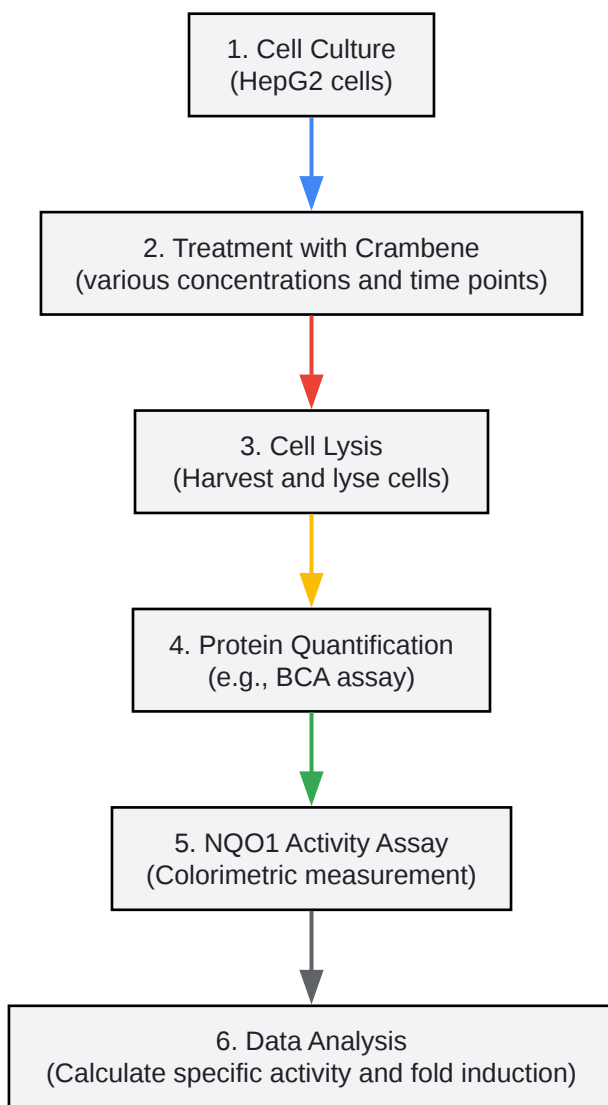 1. Cell Culture
(HepG2 cells)
2. Treatment with Crambene
(various concentrations and time points)
3. Cell Lysis
(Harvest and lyse cells)
4. Protein Quantification
(e.g., BCA assay)
5. NQO1 Activity Assay
(Colorimetric measurement)
6. Data Analysis
(Calculate specific activity and fold induction)